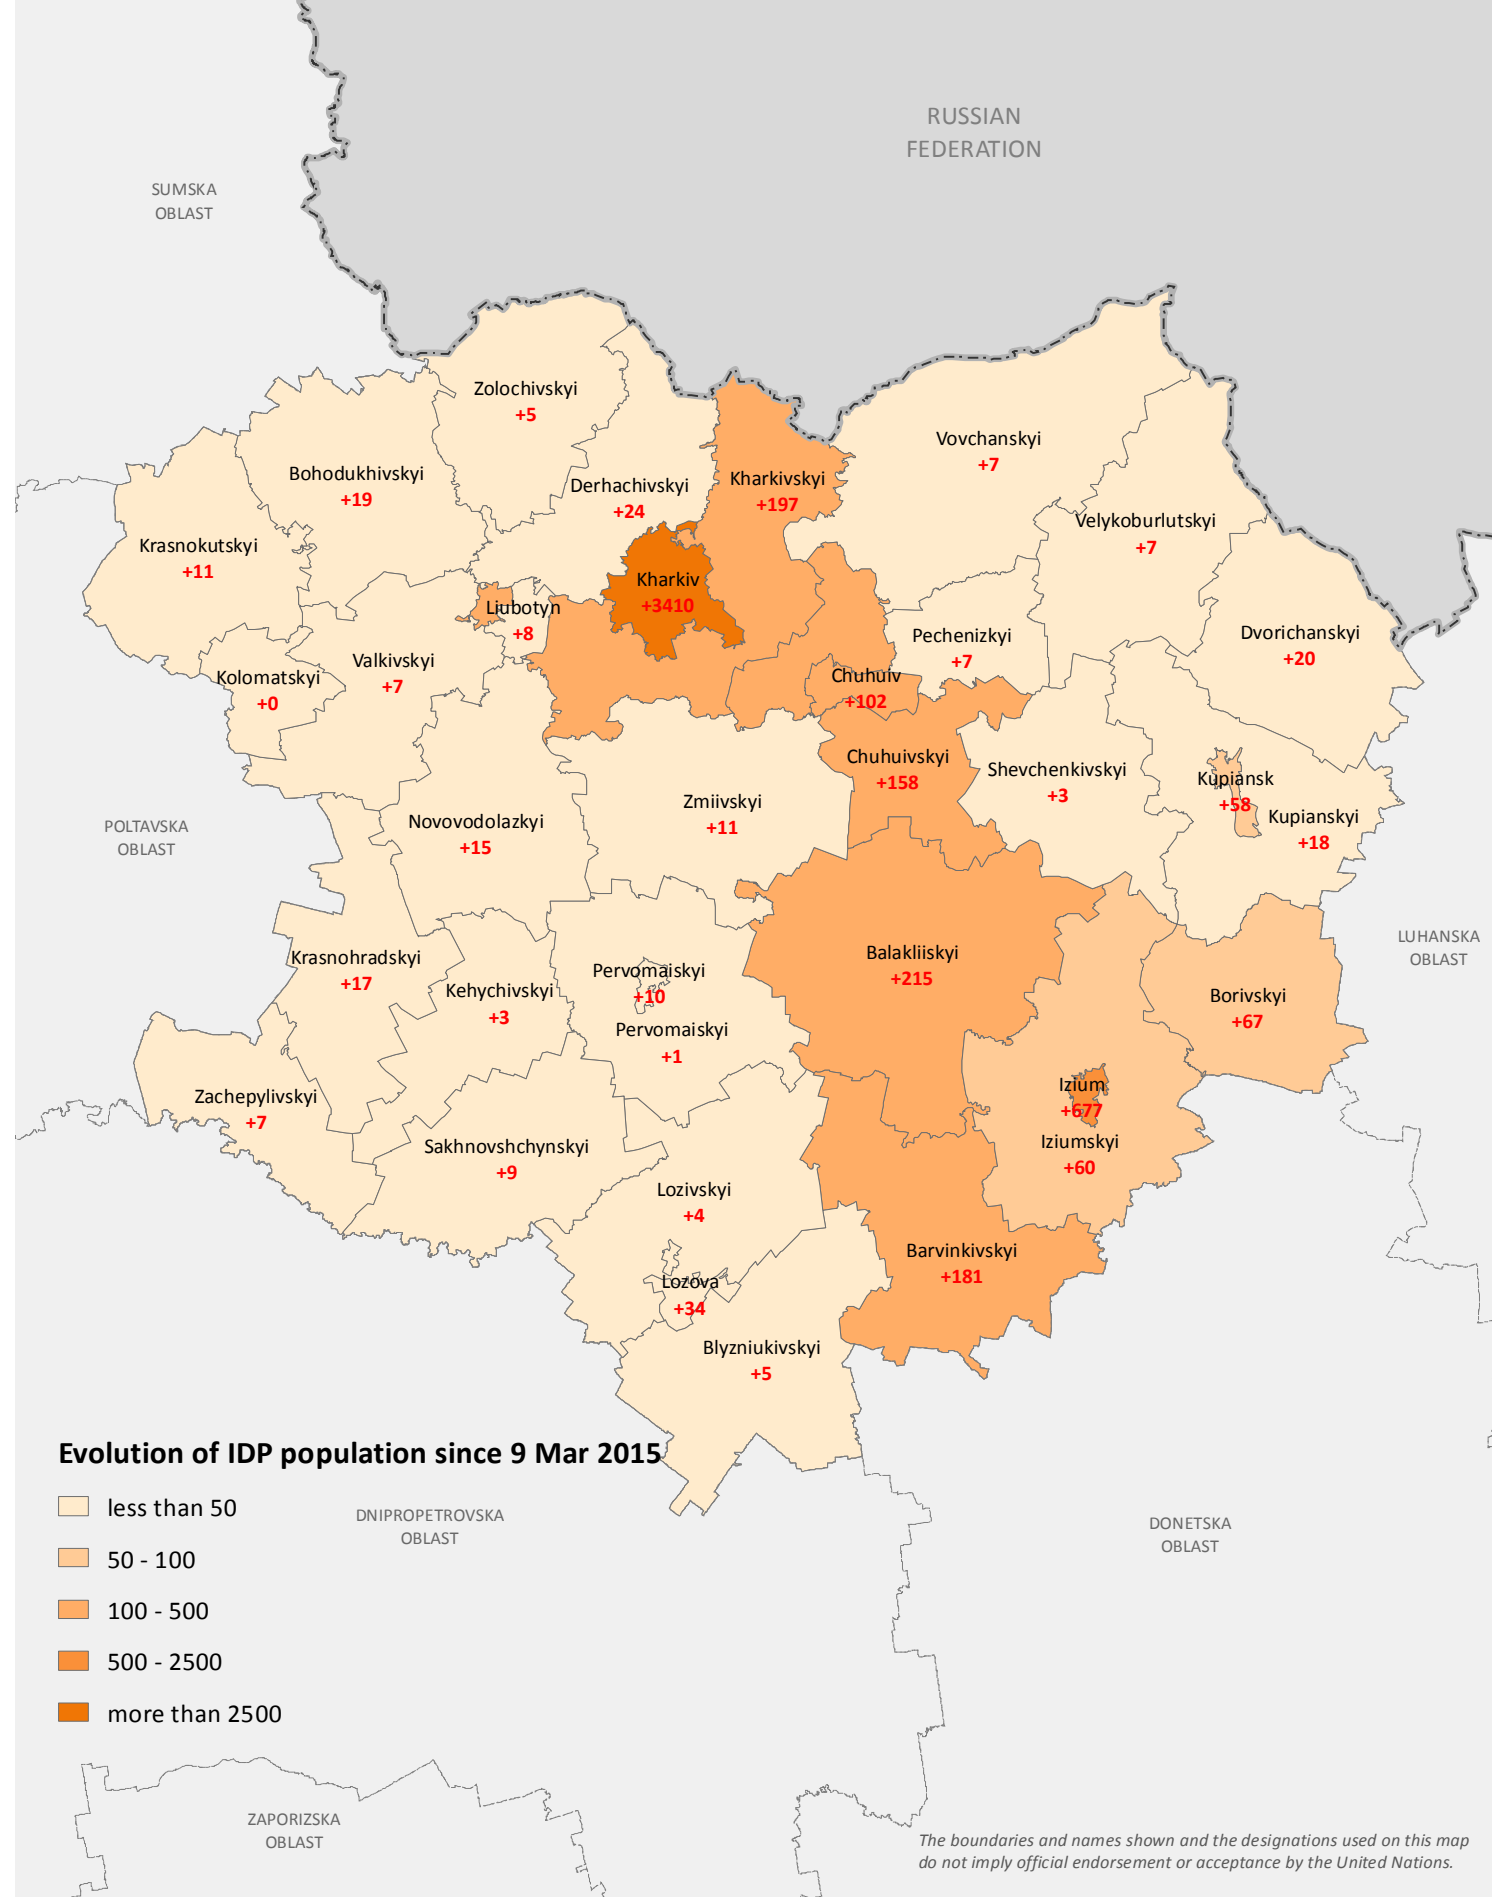 RUSSIAN
FEDERATION
SUMSKA
OBLAST
Zolochivskyi
+5
Vovchanskyi
+7
Bohodukhivskyi
+19
Derhachivskyi
+24
Kharkivskyi
+197
Velykoburlutskyi
+7
Krasnokutskyi
+11
Kharkiv
+3410
Liubotyn
+8
Pechenizkyi
+7
Dvorichanskyi
+20
Valkivskyi
+7
Kolomatskyi
+0
Chuhuiv
+102
Chuhuivskyi
+158
Shevchenkivskyi
+3
Kupiansk
+58
Kupianskyi
+18
Zmiivskyi
+11
Novovodolazkyi
+15
POLTAVSKA
OBLAST
LUHANSKA
OBLAST
Balakliiskyi
+215
Krasnohradskyi
+17
Kehychivskyi
+3
Pervomaiskyi
+10
Pervomaiskyi
+1
Borivskyi
+67
Izium
+677
Iziumskyi
+60
Zachepylivskyi
+7
Sakhnovshchynskyi
+9
Lozivskyi
+4
Barvinkivskyi
+181
Lozova
+34
Blyzniukivskyi
+5
Evolution of IDP population since 9 Mar 2015
less than 50
50 - 100
100 - 500
500 - 2500
more than 2500
DNIPROPETROVSKA
OBLAST
DONETSKA
OBLAST
ZAPORIZSKA
OBLAST
The boundaries and names shown and the designations used on this map
do not imply official endorsement or acceptance by the United Nations.